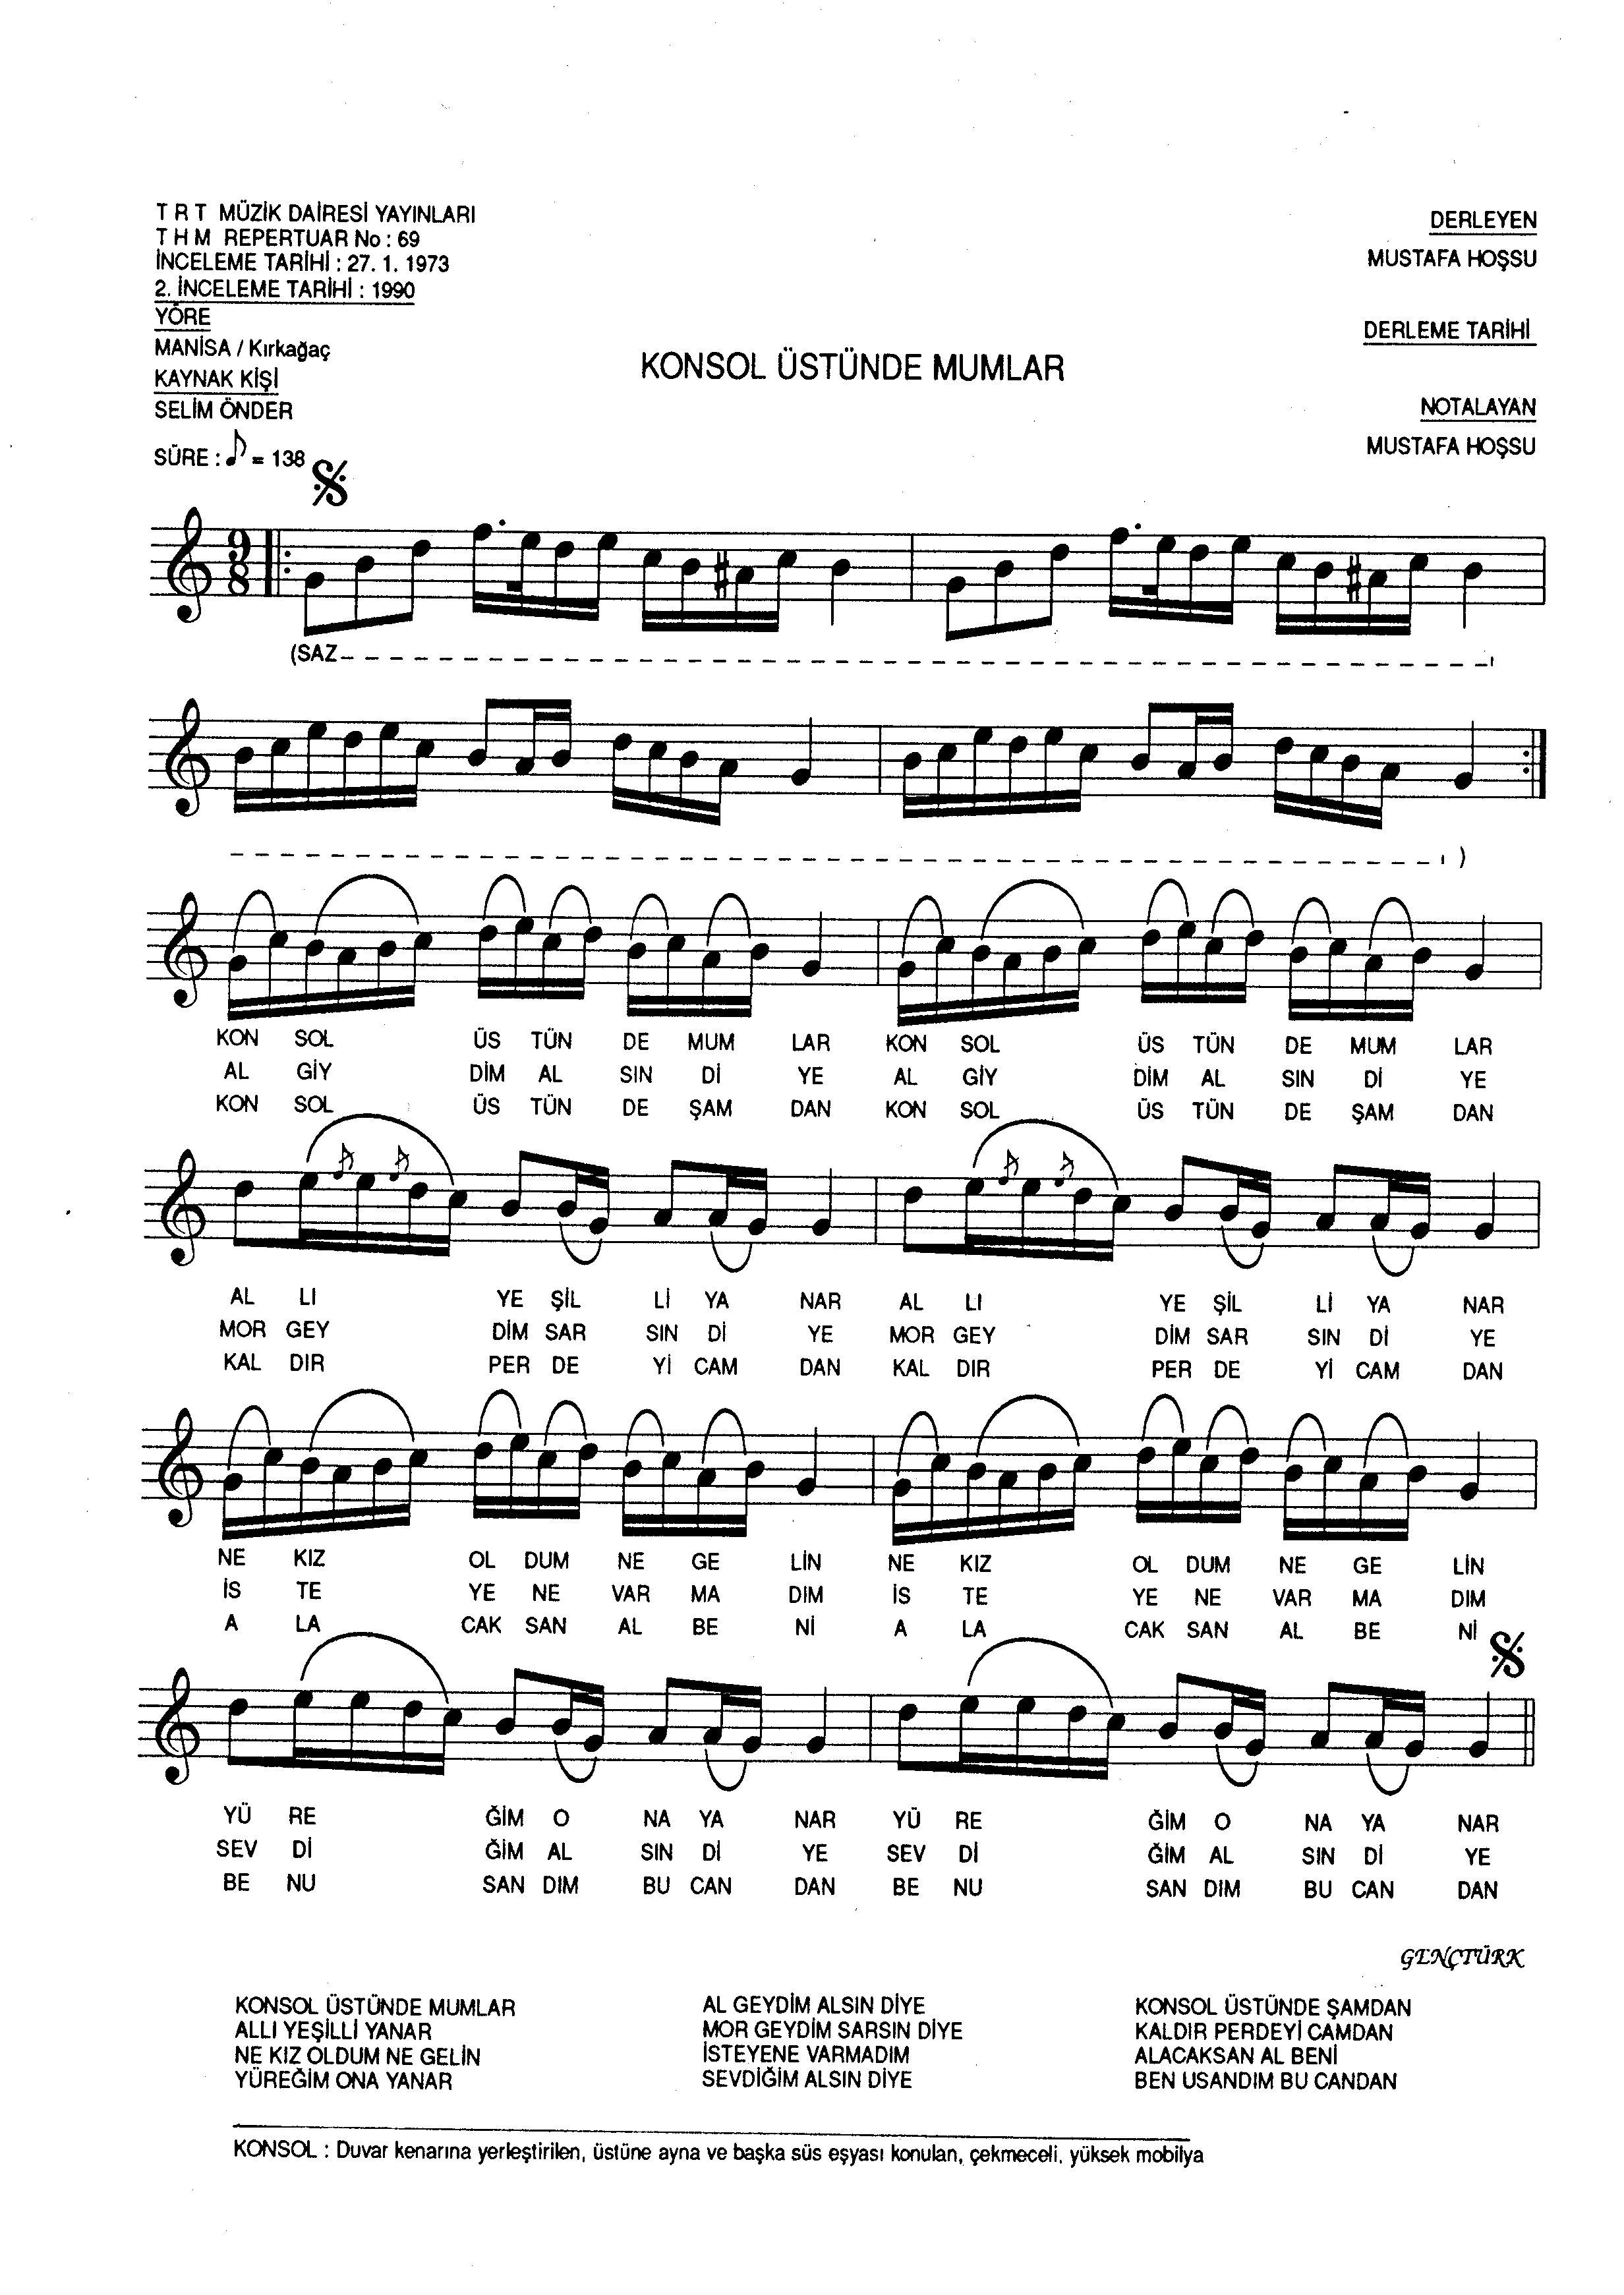 T R T MÜZİK DAİRESİ YAYINLARI
T H M REPERTUAR No : 69
İNCELEME TARİHİ : 27. 1. 1973
2. İNCELEME TARİHİ : 1990
YÖRE
MANİSA / Kırkağaç
KAYNAK KİŞİ
SELİM ÖNDER
SÜRE : ♪ = 138
KONSOL ÜSTÜNDE MUMLAR
DERLEYEN
MUSTAFA HOŞSU
DERLEME TARİHİ
NOTALAYAN
MUSTAFA HOŞSU
9
8
(SAZ
)
KON SOL ÜS TÜN DE MUM LAR KON SOL ÜS TÜN DE MUM LAR
AL GİY DİM AL SIN Dİ YE AL GİY DİM AL SIN Dİ YE
KON SOL ÜS TÜN DE ŞAM DAN KON SOL ÜS TÜN DE ŞAM DAN
AL LI YE ŞİL Lİ YA NAR AL LI YE ŞİL Lİ YA NAR
MOR GEY DİM SAR SIN Dİ YE MOR GEY DİM SAR SIN Dİ YE
KAL DIR PER DE Yİ CAM DAN KAL DIR PER DE Yİ CAM DAN
NE KIZ OL DUM NE GE LİN NE KIZ OL DUM NE GE LİN
İS TE YE NE VAR MA DIM İS TE YE NE VAR MA DIM
A LA CAK SAN AL BE Nİ A LA CAK SAN AL BE Nİ
YÜ RE ĞİM O NA YA NAR YÜ RE ĞİM O NA YA NAR
SEV Dİ ĞİM AL SIN Dİ YE SEV Dİ ĞİM AL SIN Dİ YE
BE NU SAN DIM BU CAN DAN BE NU SAN DIM BU CAN DAN
GENÇTÜRK
KONSOL ÜSTÜNDE MUMLAR
ALLI YEŞİLLİ YANAR
NE KIZ OLDUM NE GELİN
YÜREĞİM ONA YANAR
AL GEYDİM ALSIN DİYE
MOR GEYDİM SARSIN DİYE
İSTEYENE VARMADIM
SEVDİĞİM ALSIN DİYE
KONSOL ÜSTÜNDE ŞAMDAN
KALDIR PERDEYİ CAMDAN
ALACAKSAN AL BENİ
BEN USANDIM BU CANDAN
KONSOL : Duvar kenarına yerleştirilen, üstüne ayna ve başka süs eşyası konulan, çekmeceli, yüksek mobilya